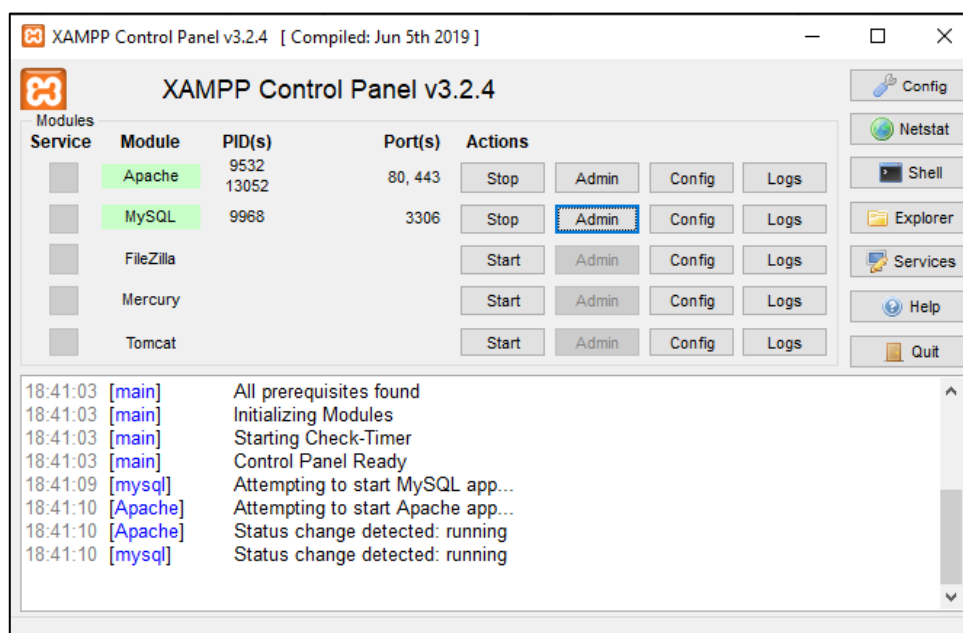 XAMPP Control Panel v3.2.4 [ Compiled: Jun 5th 2019 ]
XAMPP Control Panel v3.2.4
Config
Modules
Netstat
Service Module PID(s) Port(s) Actions
Apache 9532 13052 80, 443 Stop Admin Config Logs
Shell
MySQL 9968 3306 Stop Admin Config Logs
Explorer
FileZilla Start Admin Config Logs
Services
Mercury Start Admin Config Logs
Help
Tomcat Start Admin Config Logs
Quit
18:41:03 [main] All prerequisites found
18:41:03 [main] Initializing Modules
18:41:03 [main] Starting Check-Timer
18:41:03 [main] Control Panel Ready
18:41:09 [mysql] Attempting to start MySQL app...
18:41:10 [Apache] Attempting to start Apache app...
18:41:10 [Apache] Status change detected: running
18:41:10 [mysql] Status change detected: running